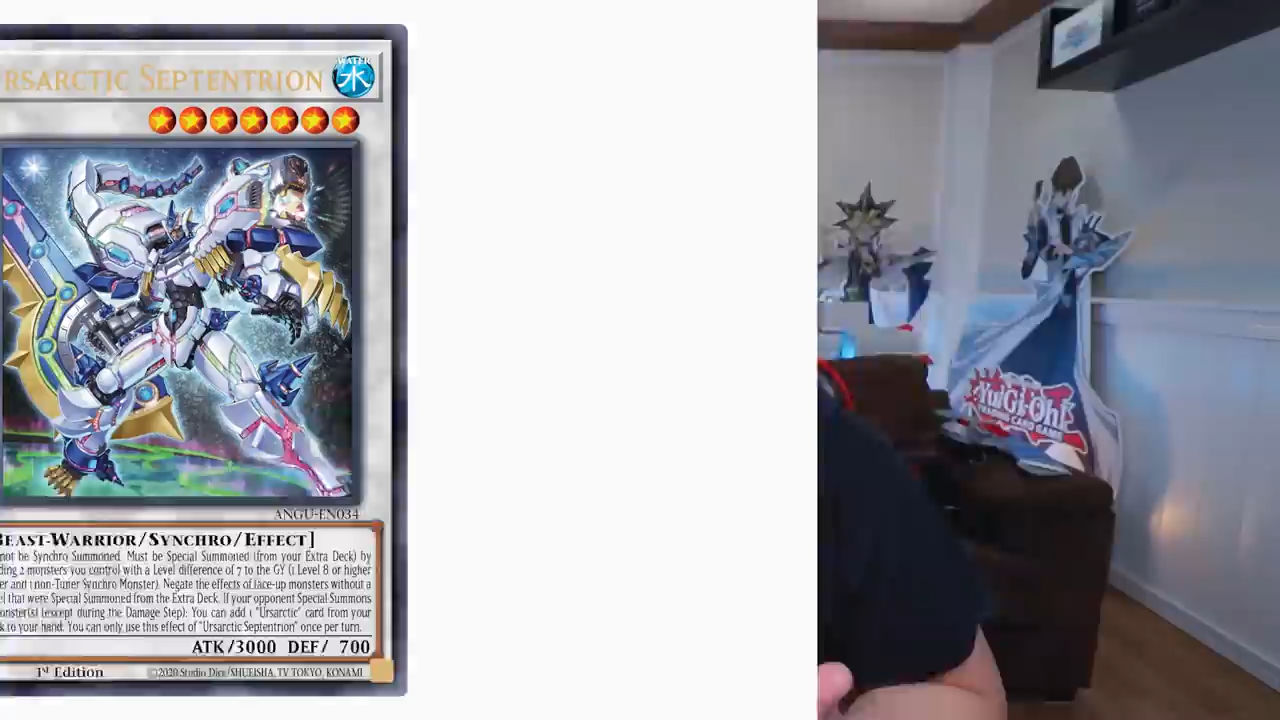 RSARCTIC SEPTENTRION
WATER
水
ANGU-EN034
BEAST-WARRIOR/SYNCHRO/EFFECT]
not be Synchro Summoned. Must be Special Summoned (from your Extra Deck) by
ding 2 monsters you control with a Level difference of 7 to the GY (1 Level 8 or higher
er and 1 non-Tuner Synchro Monster). Negate the effects of face-up monsters without a
el that were Special Summoned from the Extra Deck. If your opponent Special Summons
onster(s) (except during the Damage Step): You can add 1 "Ursarctic" card from your
k to your hand. You can only use this effect of "Ursarctic Septentrion" once per turn.
ATK/3000 DEF/ 700
1st Edition
©2020 Studio Dice/SHUEISHA, TV TOKYO, KONAMI
Yu-Gi-Oh!
TRADING CARD GAME